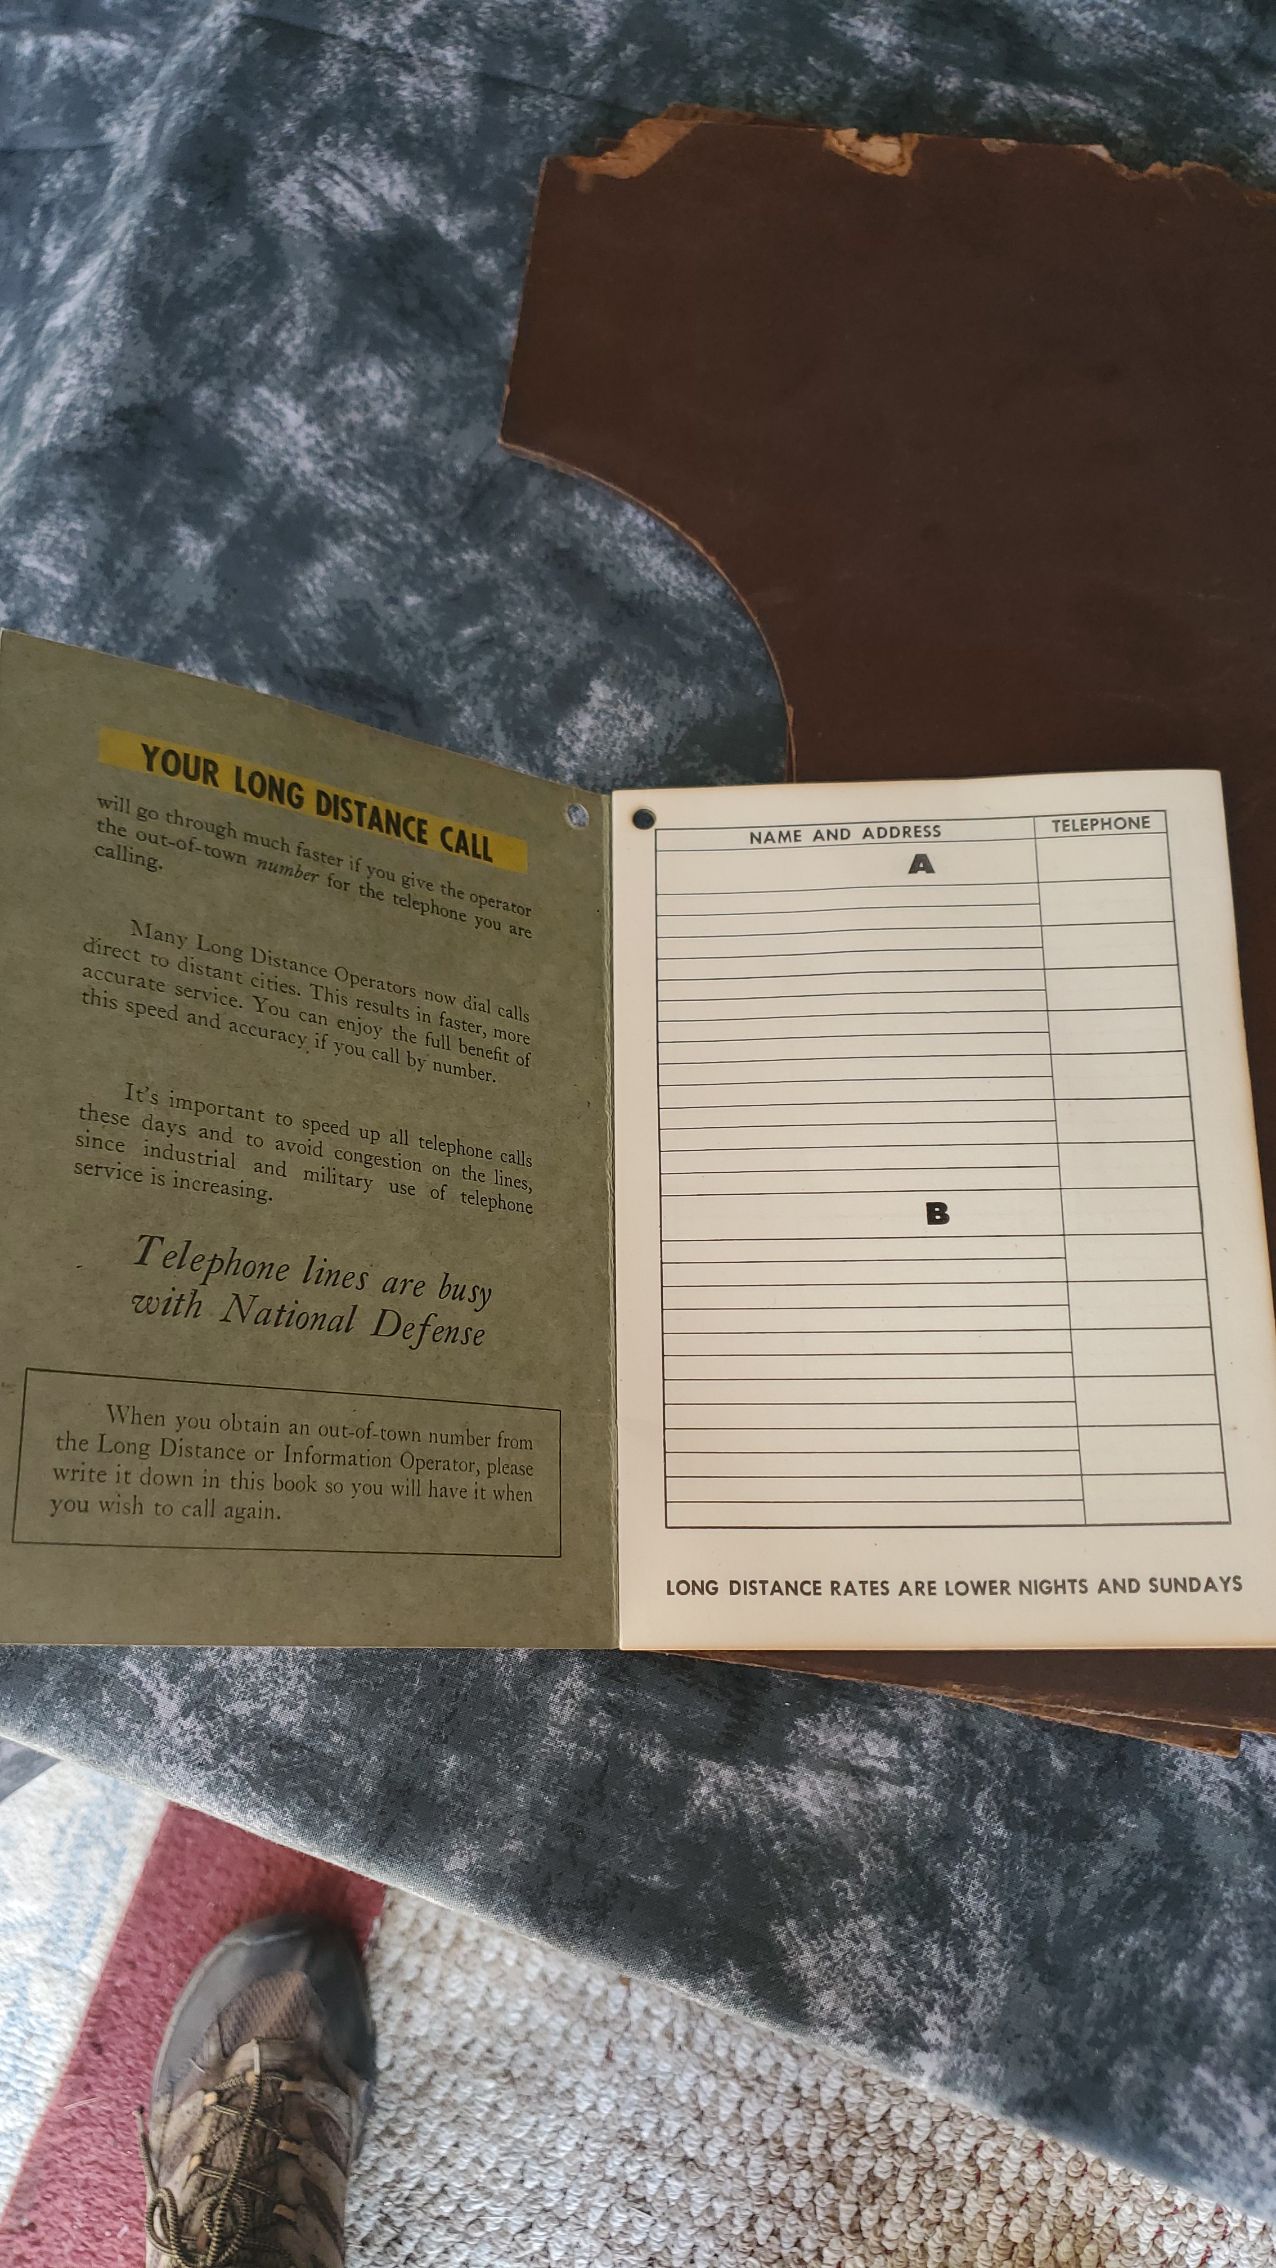 YOUR LONG DISTANCE CALL
will go through much faster if you give the operator
the out-of-town number for the telephone you are
calling.
Many Long Distance Operators now dial calls
direct to distant cities. This results in faster, more
accurate service. You can enjoy the full benefit of
this speed and accuracy if you call by number.
It's important to speed up all telephone calls
these days and to avoid congestion on the lines,
since industrial and military use of telephone
service is increasing.
Telephone lines are busy
with National Defense
When you obtain an out-of-town number from
the Long Distance or Information Operator, please
write it down in this book so you will have it when
you wish to call again.
NAME AND ADDRESS TELEPHONE
A
B
LONG DISTANCE RATES ARE LOWER NIGHTS AND SUNDAYS